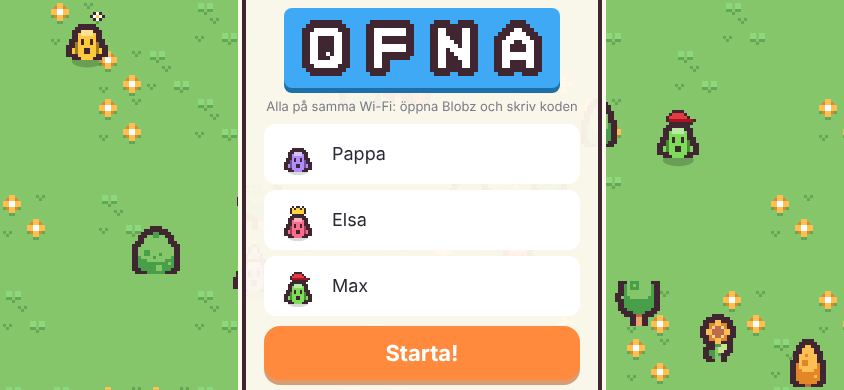 QFNA
Alla på samma Wi-Fi: öppna Blobz och skriv koden
Pappa
Elsa
Max
Starta!